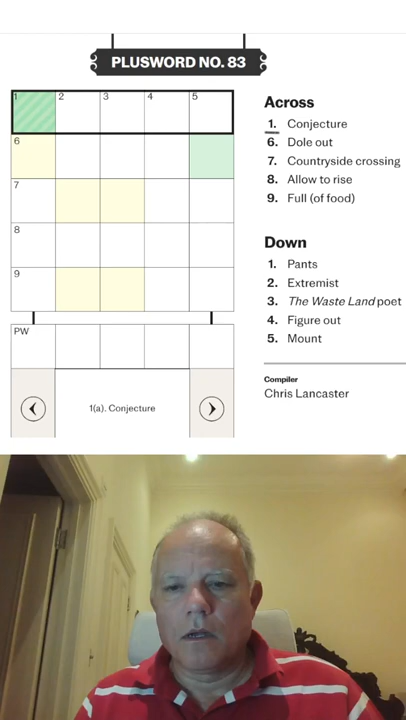 PLUSWORD NO. 83
1 2 3 4 5
6
7
8
9
PW
1(a). Conjecture
Across
1. Conjecture
6. Dole out
7. Countryside crossing
8. Allow to rise
9. Full (of food)
Down
1. Pants
2. Extremist
3. The Waste Land poet
4. Figure out
5. Mount
Compiler
Chris Lancaster